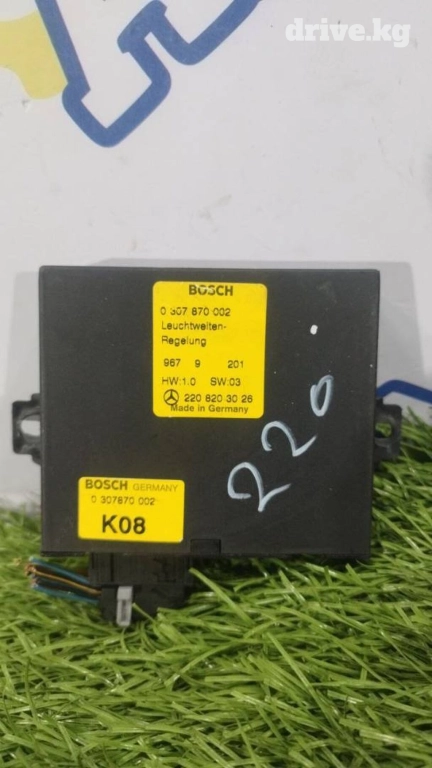 drive.kg
BOSCH
0 307 870 002
Leuchtweiten-
Regelung
967 9 201
HW:1.0 SW:03
220 820 30 26
Made in Germany
220
BOSCH GERMANY
0 307870 002
K08